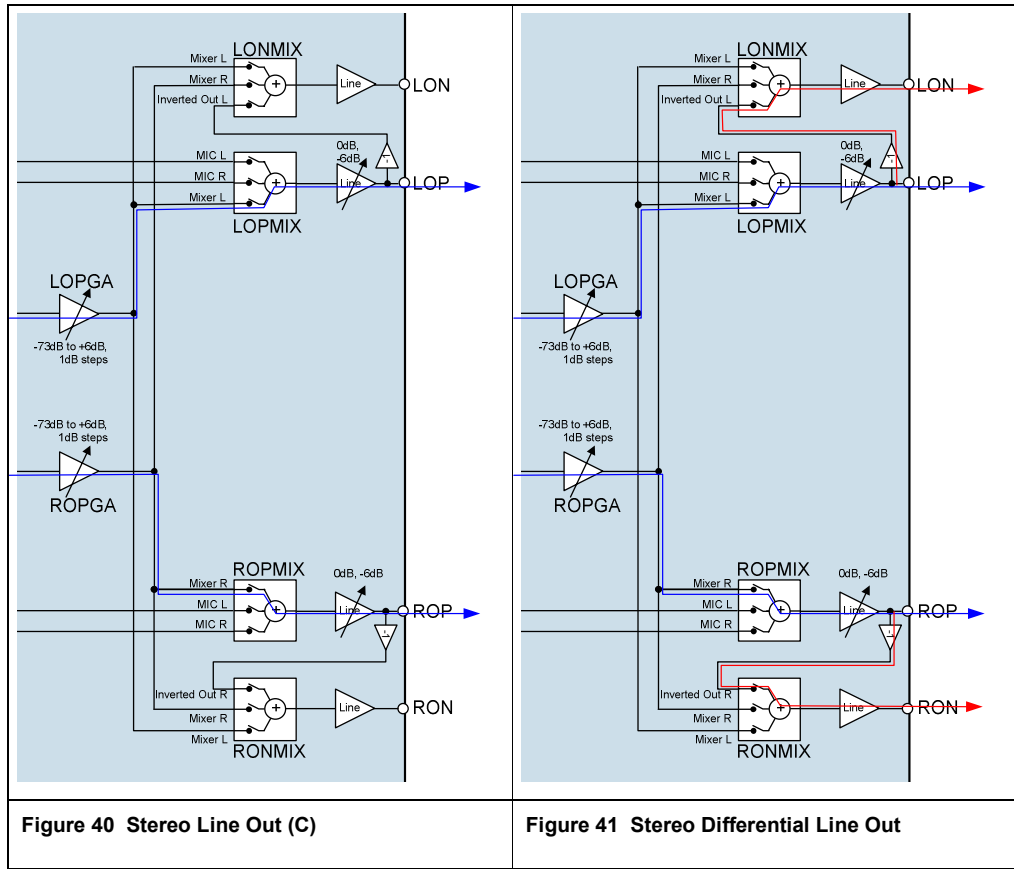 LONMIX
Mixer L
Mixer R
Inverted Out L
Line
LON
0dB,
-6dB
-1
MIC L
MIC R
Mixer L
Line
LOP
LOPMIX
LOPGA
-73dB to +6dB,
1dB steps
-73dB to +6dB,
1dB steps
ROPGA
ROPMIX
Mixer R
MIC L
MIC R
0dB, -6dB
Line
ROP
-1
Inverted Out R
Mixer R
Mixer L
Line
RON
RONMIX
Figure 40 Stereo Line Out (C)
LONMIX
Mixer L
Mixer R
Inverted Out L
Line
LON
0dB,
-6dB
-1
MIC L
MIC R
Mixer L
Line
LOP
LOPMIX
LOPGA
-73dB to +6dB,
1dB steps
-73dB to +6dB,
1dB steps
ROPGA
ROPMIX
Mixer R
MIC L
MIC R
0dB, -6dB
Line
ROP
-1
Inverted Out R
Mixer R
Mixer L
Line
RON
RONMIX
Figure 41 Stereo Differential Line Out